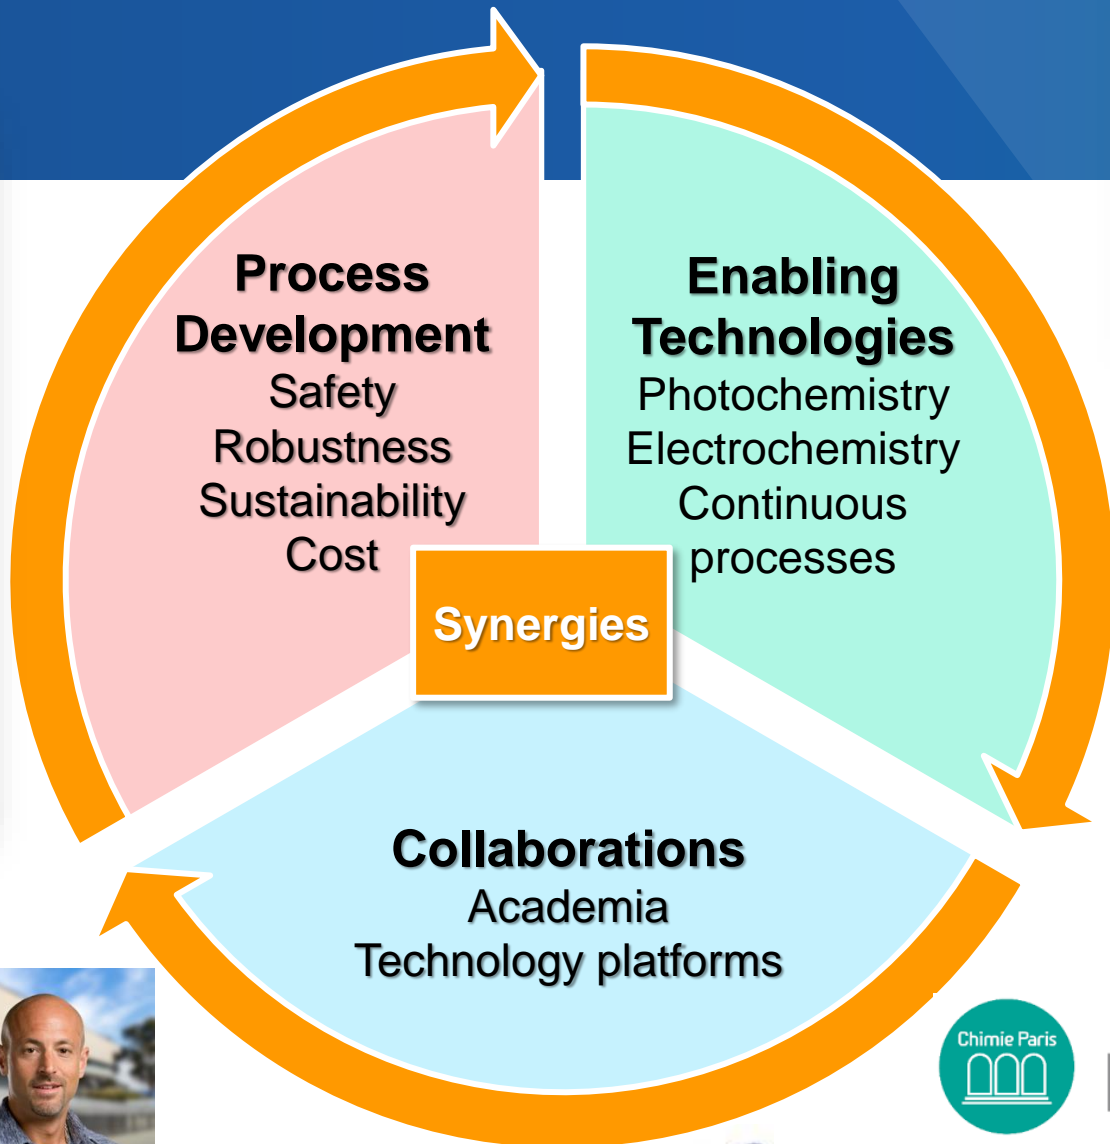 Process
Development
Safety
Robustness
Sustainability
Cost
Enabling
Technologies
Photochemistry
Electrochemistry
Continuous
processes
Synergies
Collaborations
Academia
Technology platforms
Chimie Paris